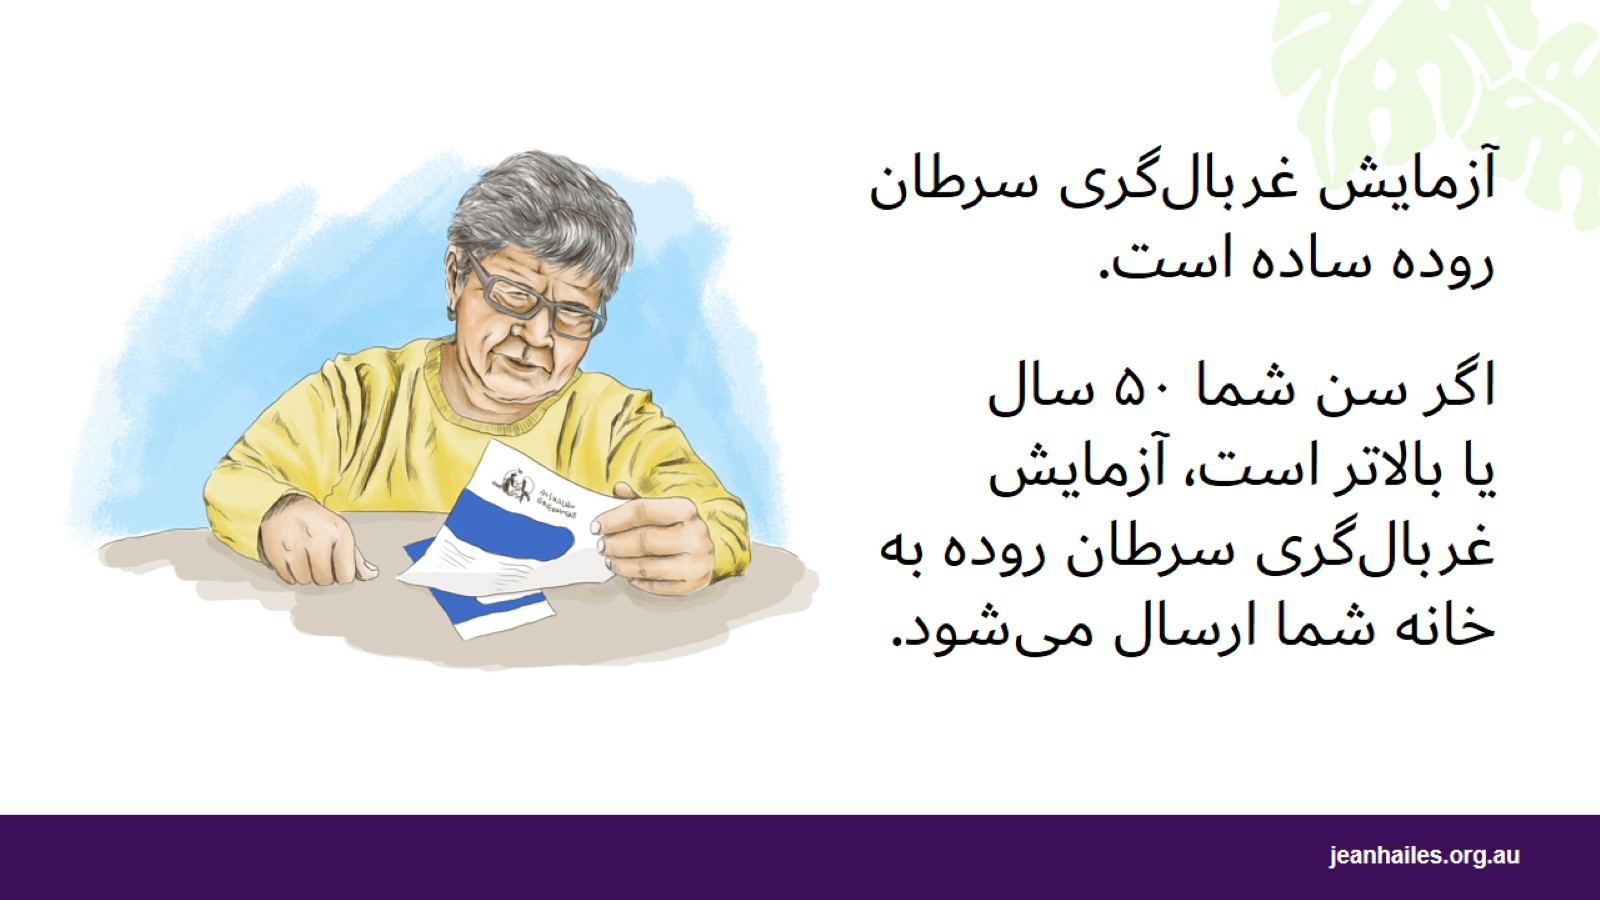 آزمایش غربال‌گری سرطان
روده ساده است.
اگر سن شما ۵۰ سال
یا بالاتر است، آزمایش
غربال‌گری سرطان روده به
خانه شما ارسال می‌شود.
jeanhailes.org.au